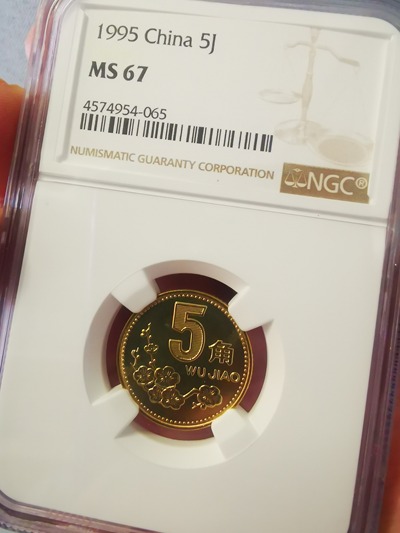 1995 China 5J
MS 67
4574954-065
NUMISMATIC GUARANTY CORPORATION
NGC®
5角
WU JIAO